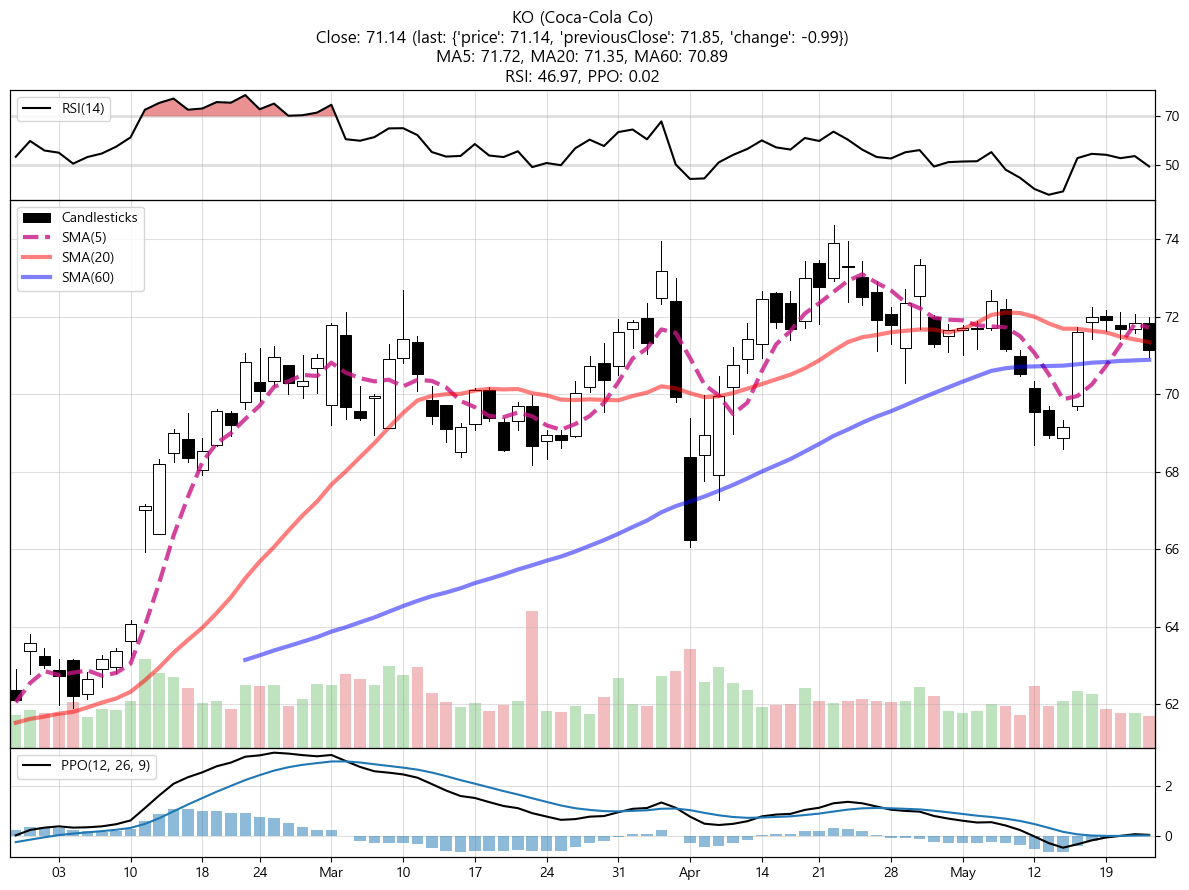 KO (Coca-Cola Co)
Close: 71.14 (last: {'price': 71.14, 'previousClose': 71.85, 'change': -0.99})
MA5: 71.72, MA20: 71.35, MA60: 70.89
RSI: 46.97, PPO: 0.02
RSI(14)
70
50
Candlesticks
SMA(5)
SMA(20)
SMA(60)
74
72
70
68
66
64
62
PPO(12, 26, 9)
2
0
03 10 18 24 Mar 10 17 24 31 Apr 14 21 28 May 12 19